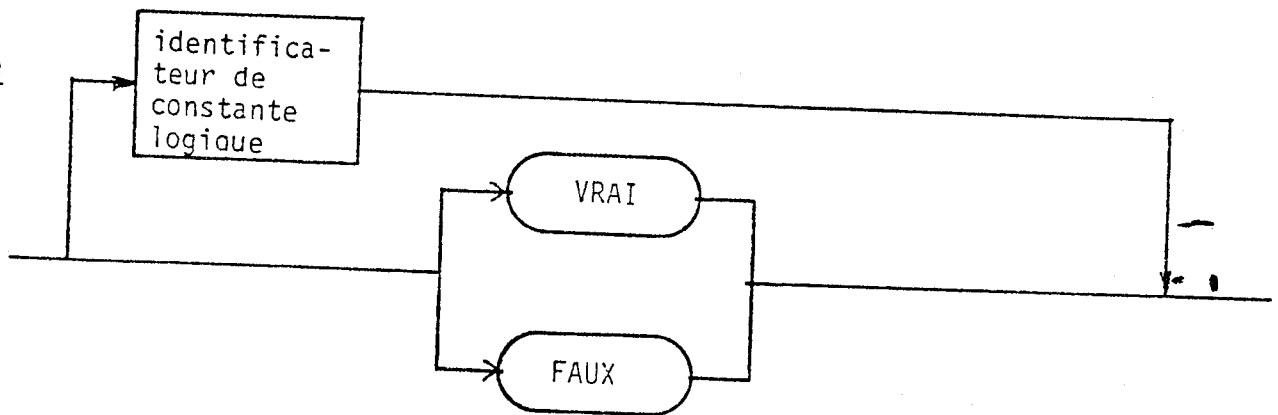 identifica-
teur de
constante
logique
VRAI
FAUX